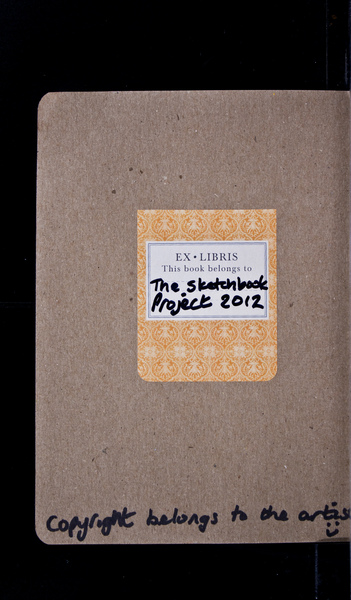 EX • LIBRIS
This book belongs to
The sketchbook
Project 2012
Copyright belongs to the artist